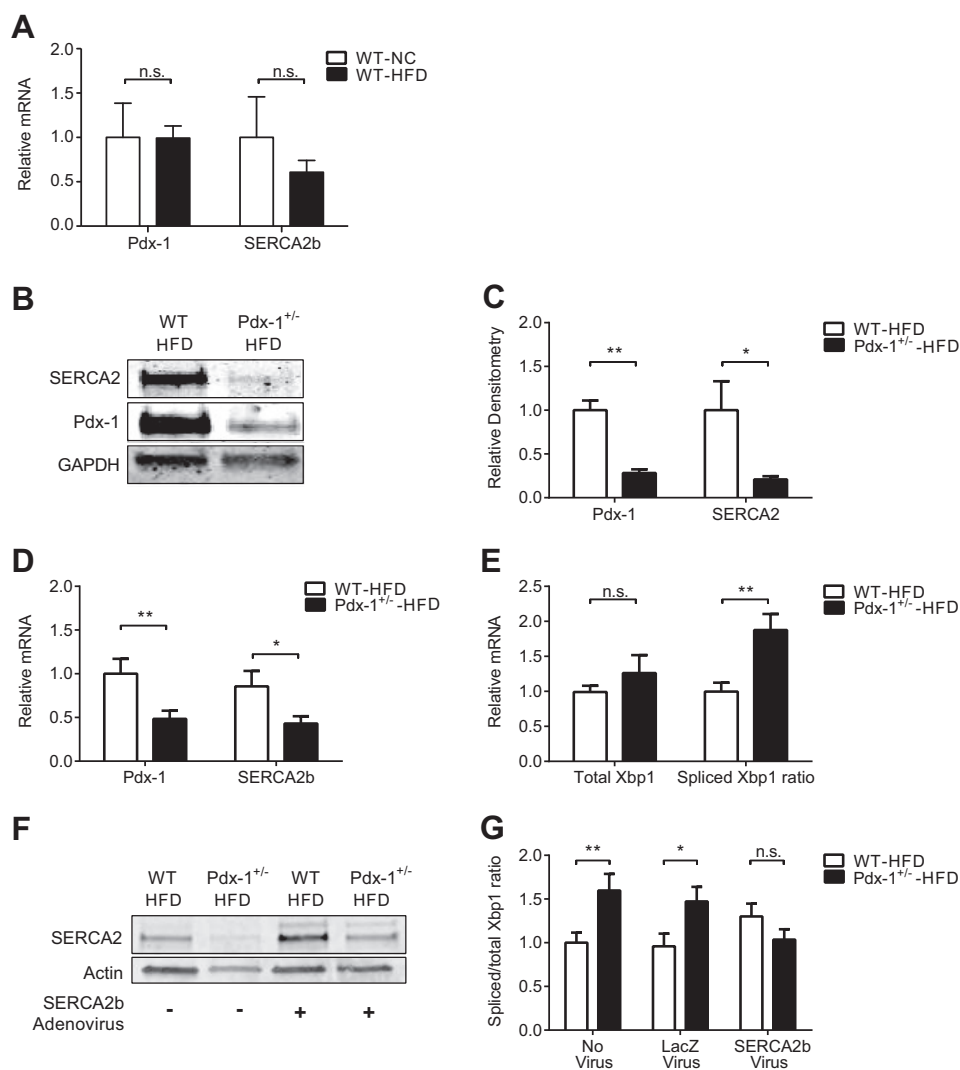 A
Relative mRNA
2.0
1.5
1.0
0.5
0.0
n.s.
n.s.
WT-NC
WT-HFD
Pdx-1
SERCA2b
B
WT
HFD
Pdx-1+/-
HFD
SERCA2
Pdx-1
GAPDH
C
Relative Densitometry
2.0
1.5
1.0
0.5
0.0
**
*
WT-HFD
Pdx-1+/--HFD
Pdx-1
SERCA2
D
Relative mRNA
2.0
1.5
1.0
0.5
0.0
**
*
WT-HFD
Pdx-1+/--HFD
Pdx-1
SERCA2b
E
Relative mRNA
2.5
2.0
1.5
1.0
0.5
0.0
n.s.
**
WT-HFD
Pdx-1+/--HFD
Total Xbp1
Spliced Xbp1 ratio
F
WT
HFD
Pdx-1+/-
HFD
WT
HFD
Pdx-1+/-
HFD
SERCA2
Actin
SERCA2b
Adenovirus
- - + +
G
Spliced/total Xbp1 ratio
2.0
1.5
1.0
0.5
0.0
**
*
n.s.
WT-HFD
Pdx-1+/--HFD
No
Virus
LacZ
Virus
SERCA2b
Virus